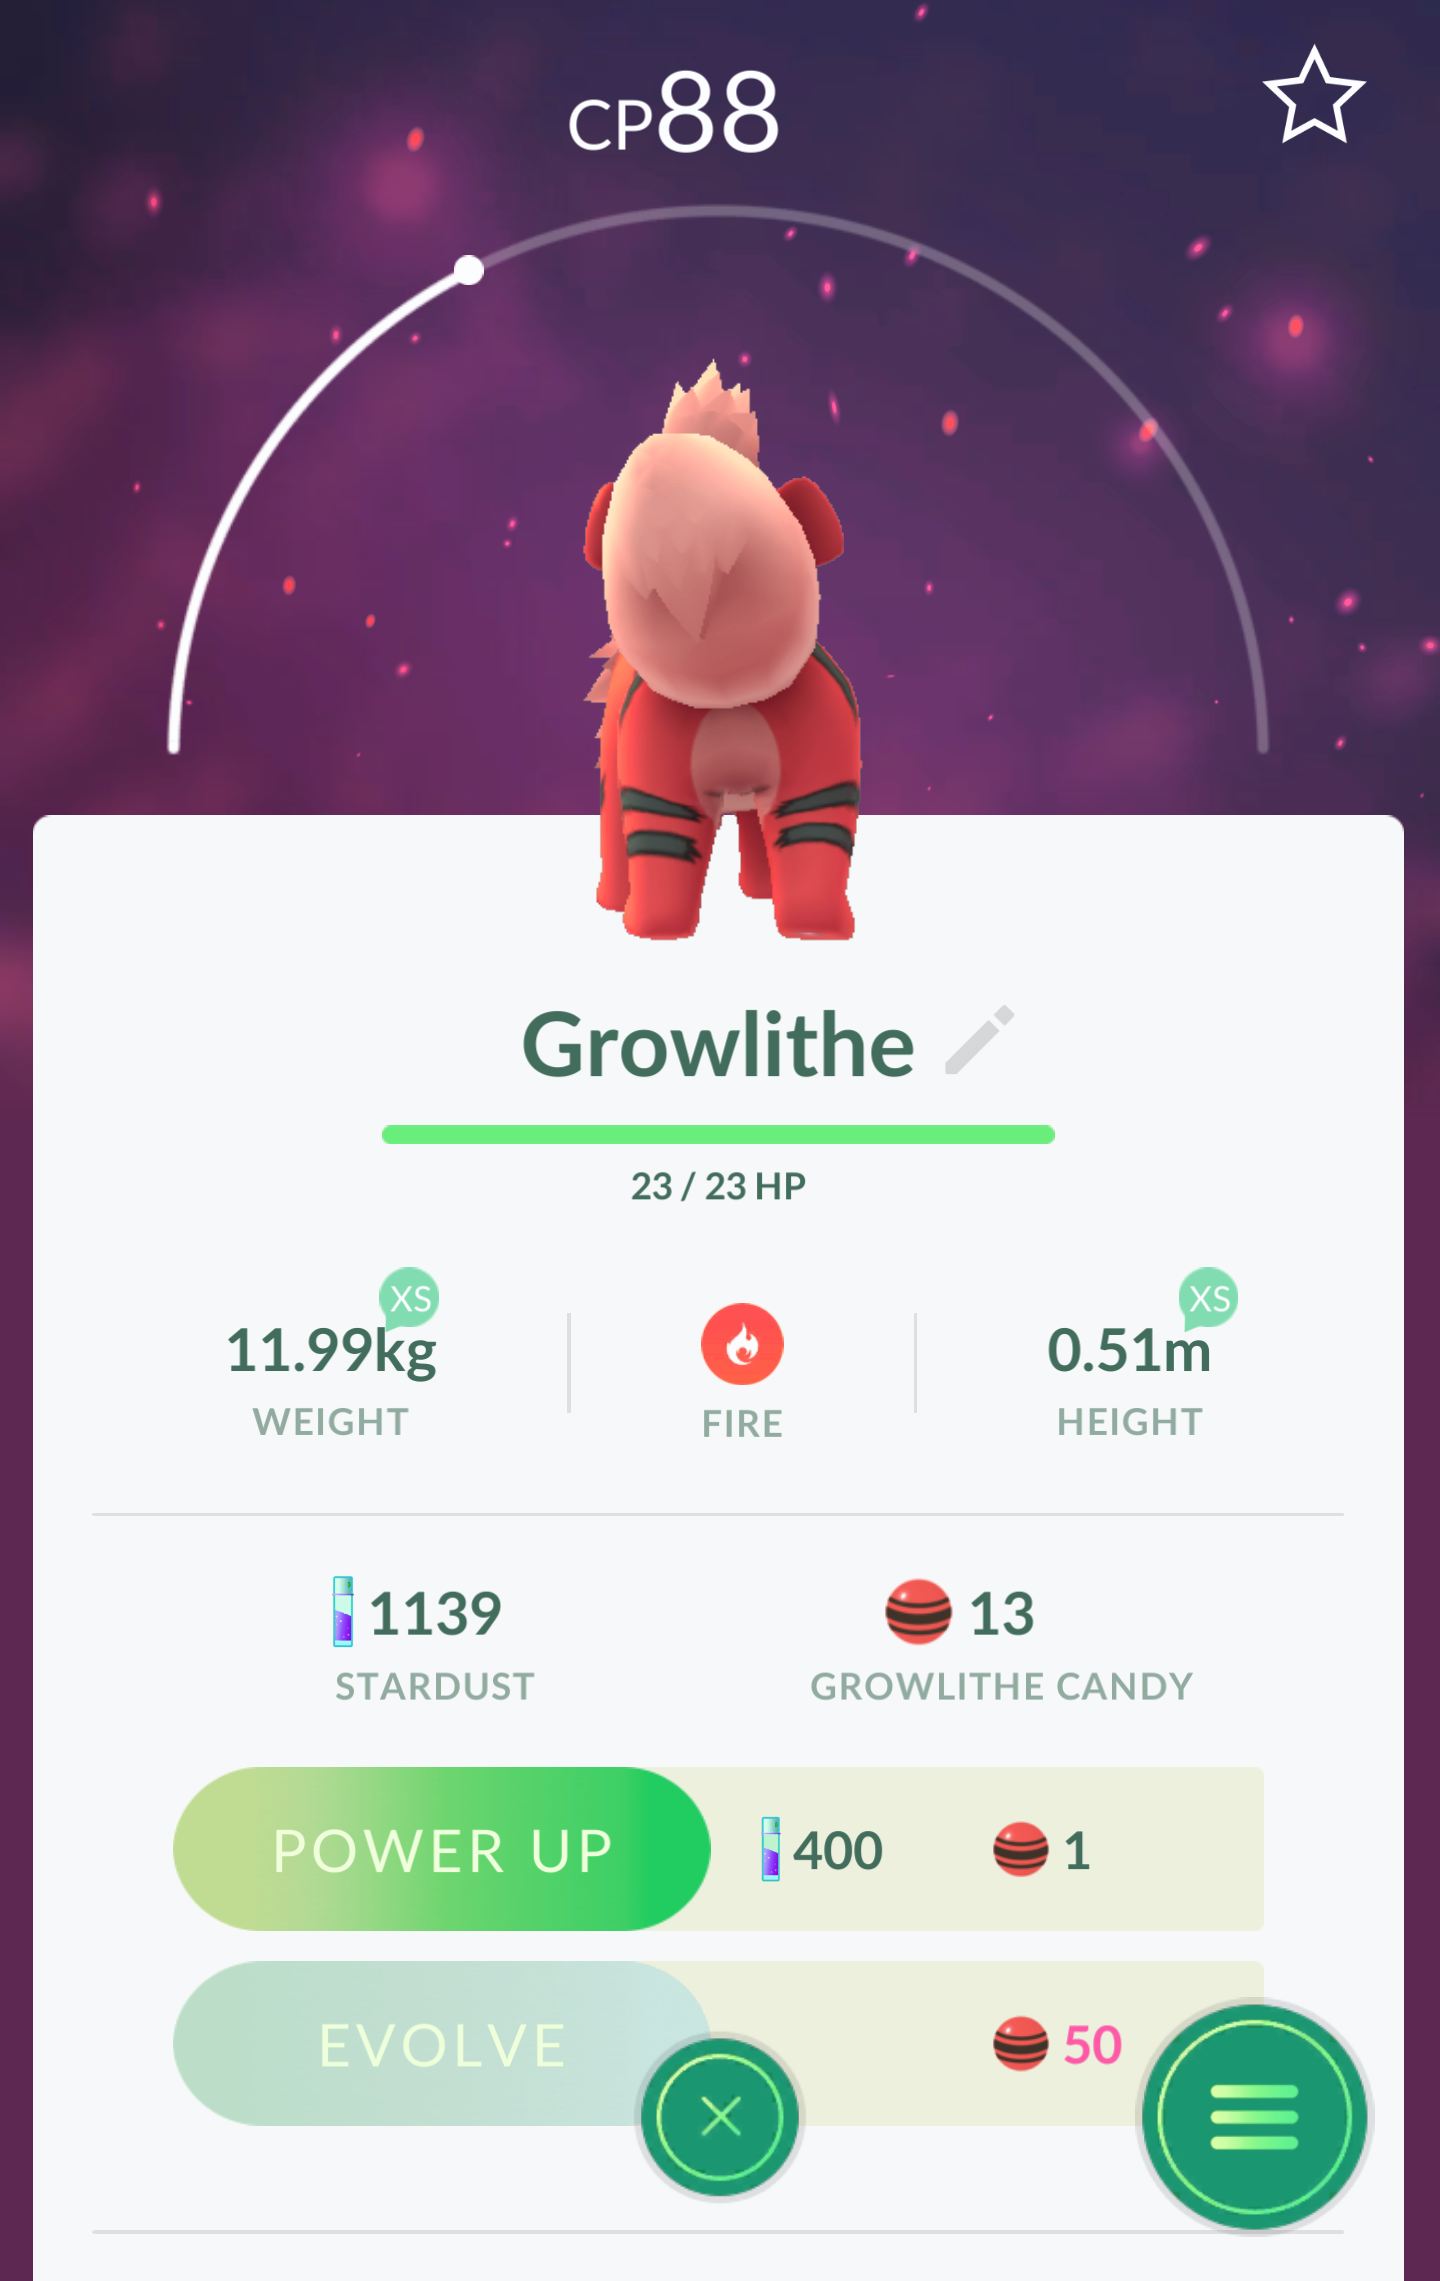 CP88
Growlithe
23 / 23 HP
XS XS
11.99kg 0.51m
WEIGHT FIRE HEIGHT
1139 13
STARDUST GROWLITHE CANDY
POWER UP 400 1
EVOLVE 50